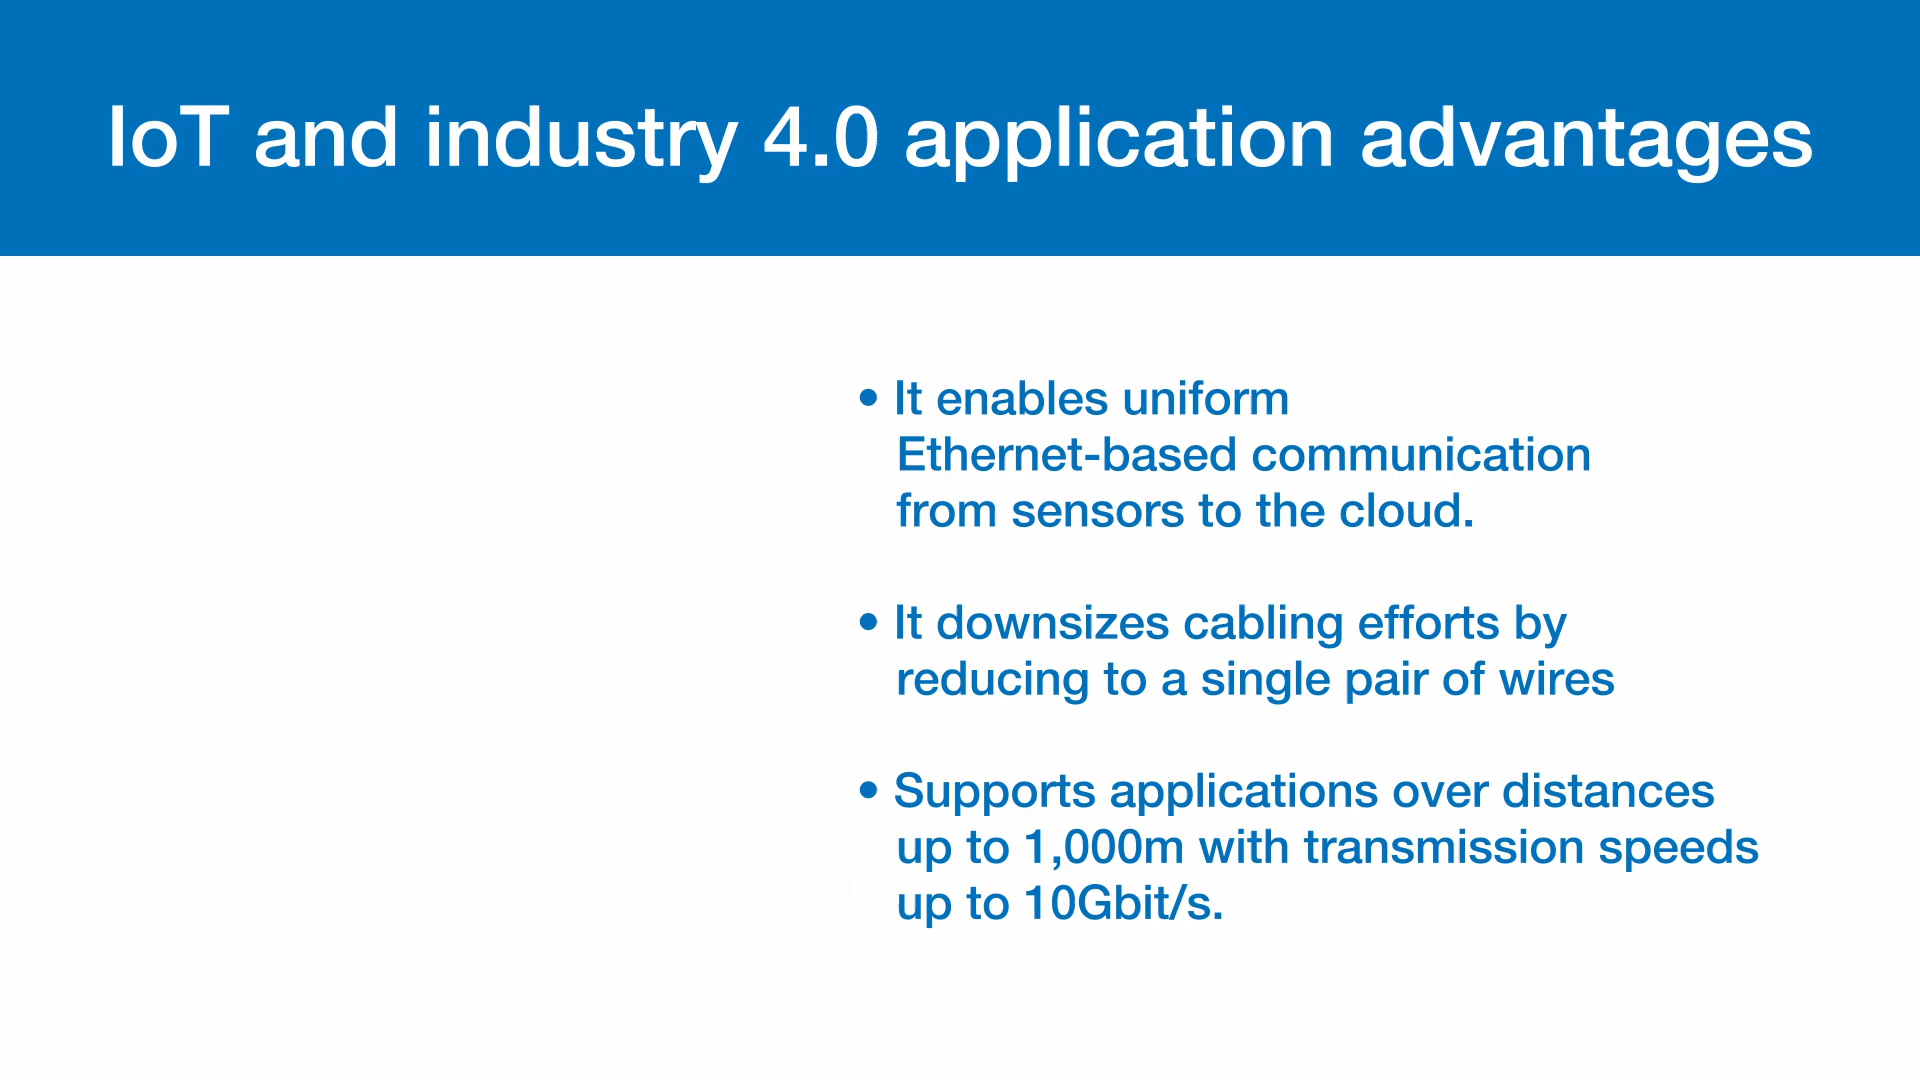 IoT and industry 4.0 application advantages
• It enables uniform
Ethernet-based communication
from sensors to the cloud.
• It downsizes cabling efforts by
reducing to a single pair of wires
• Supports applications over distances
up to 1,000m with transmission speeds
up to 10Gbit/s.